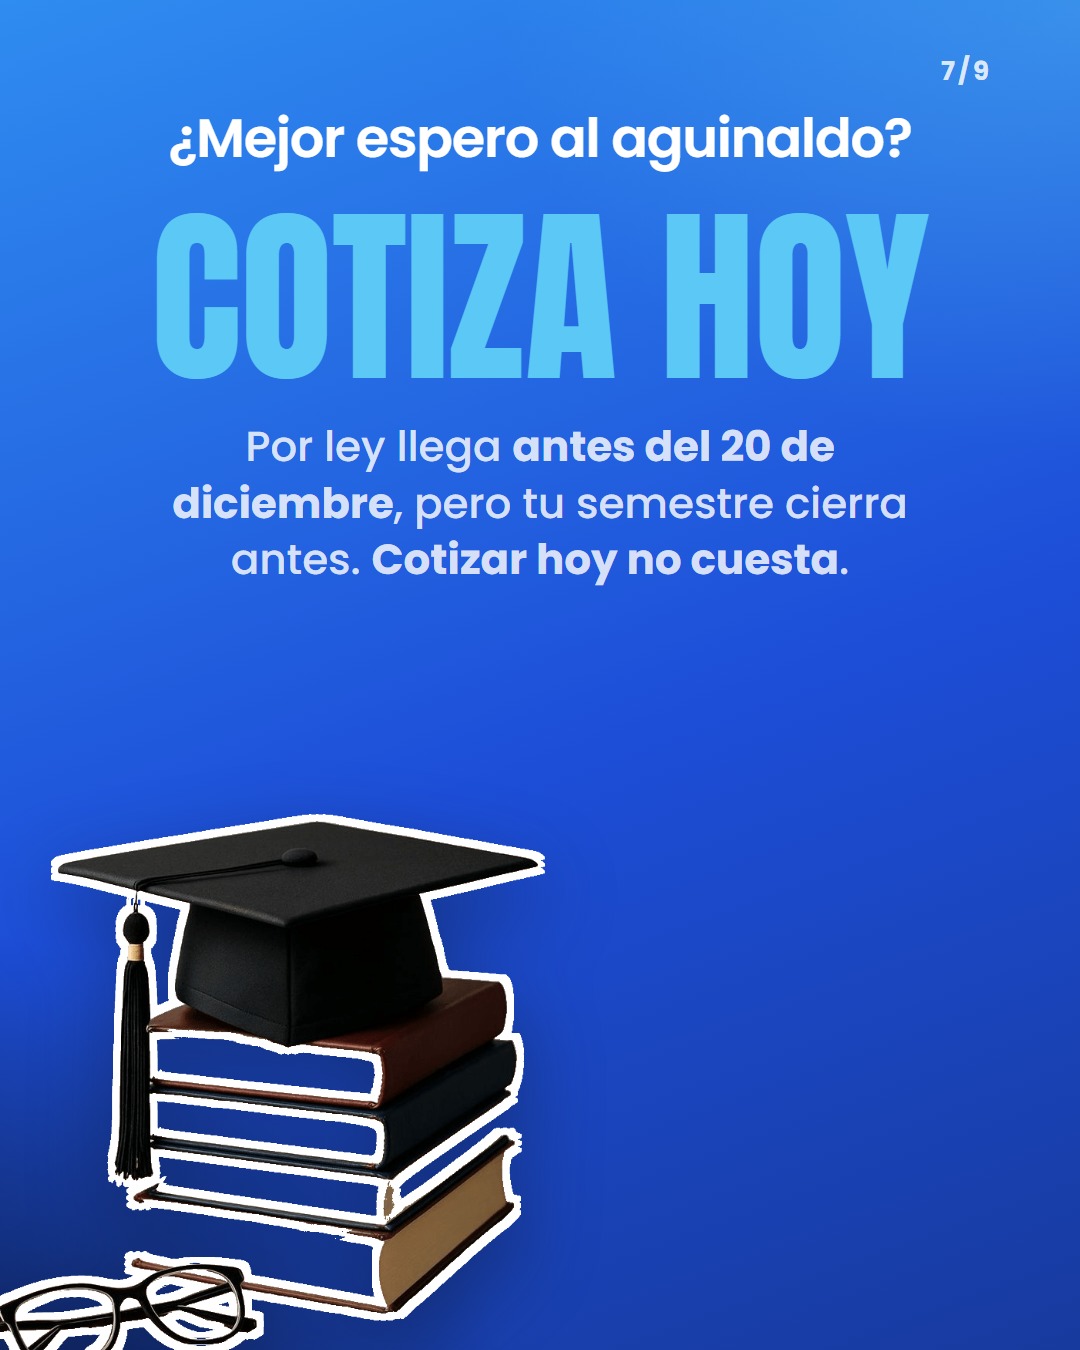 7/9
¿Mejor espero al aguinaldo?
COTIZA HOY
Por ley llega antes del 20 de
diciembre, pero tu semestre cierra
antes. Cotizar hoy no cuesta.